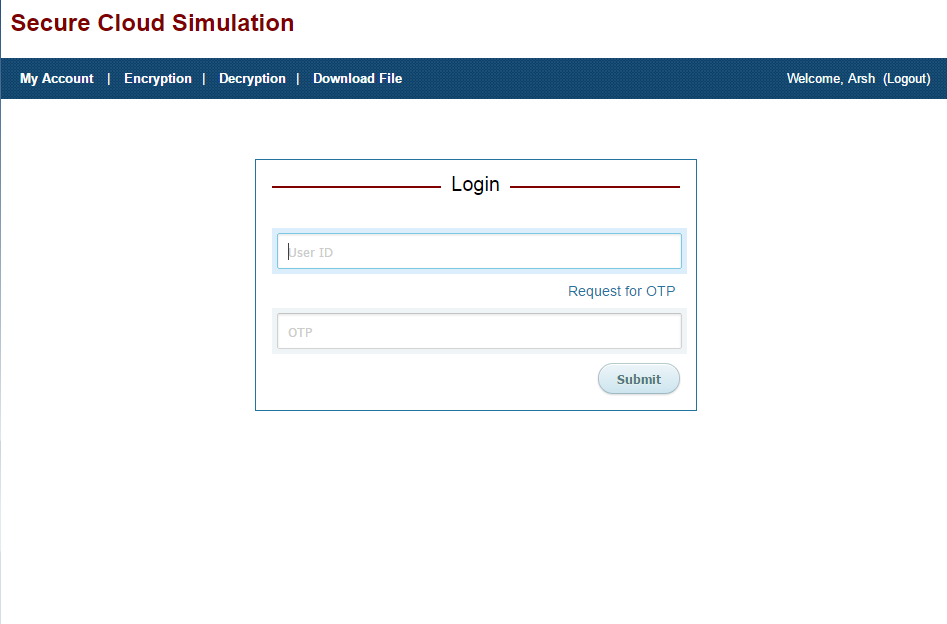 Secure Cloud Simulation
My Account | Encryption | Decryption | Download File Welcome, Arsh (Logout)
Login
User ID
Request for OTP
OTP
Submit